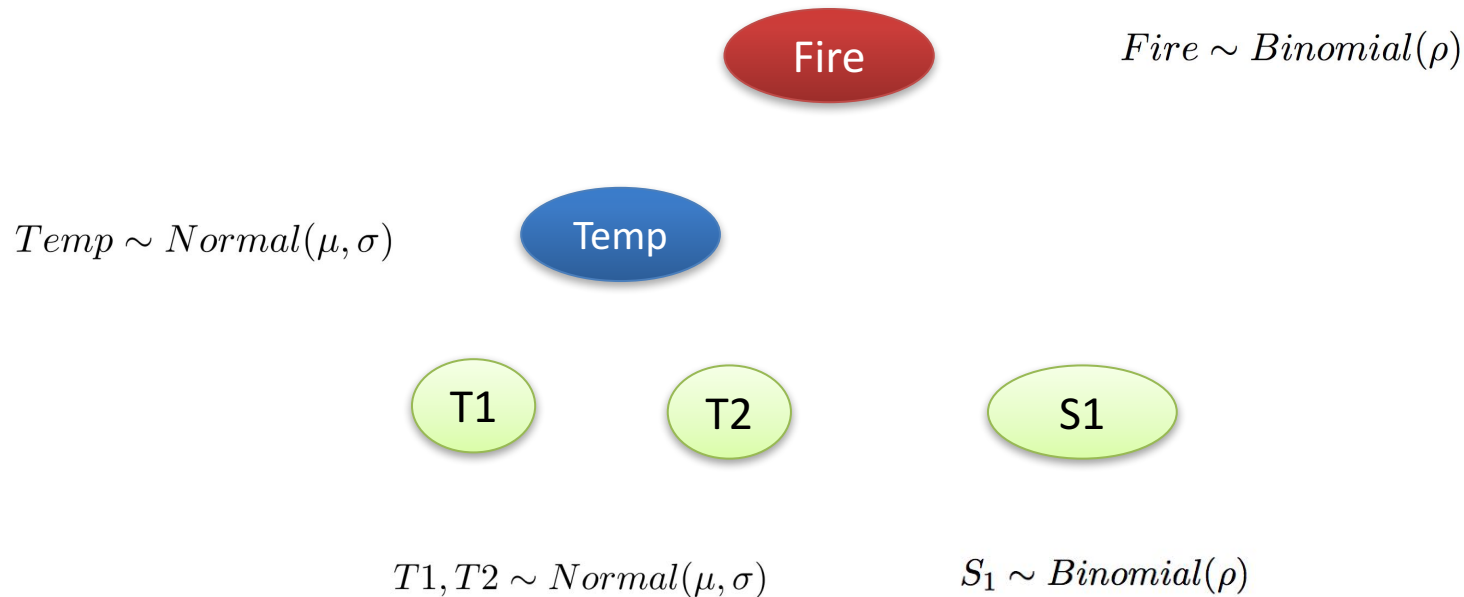 Fire
Fire ∼ Binomial(ρ)
Temp ∼ Normal(μ, σ)
Temp
T1
T2
S1
T1, T2 ∼ Normal(μ, σ)
S₁ ∼ Binomial(ρ)